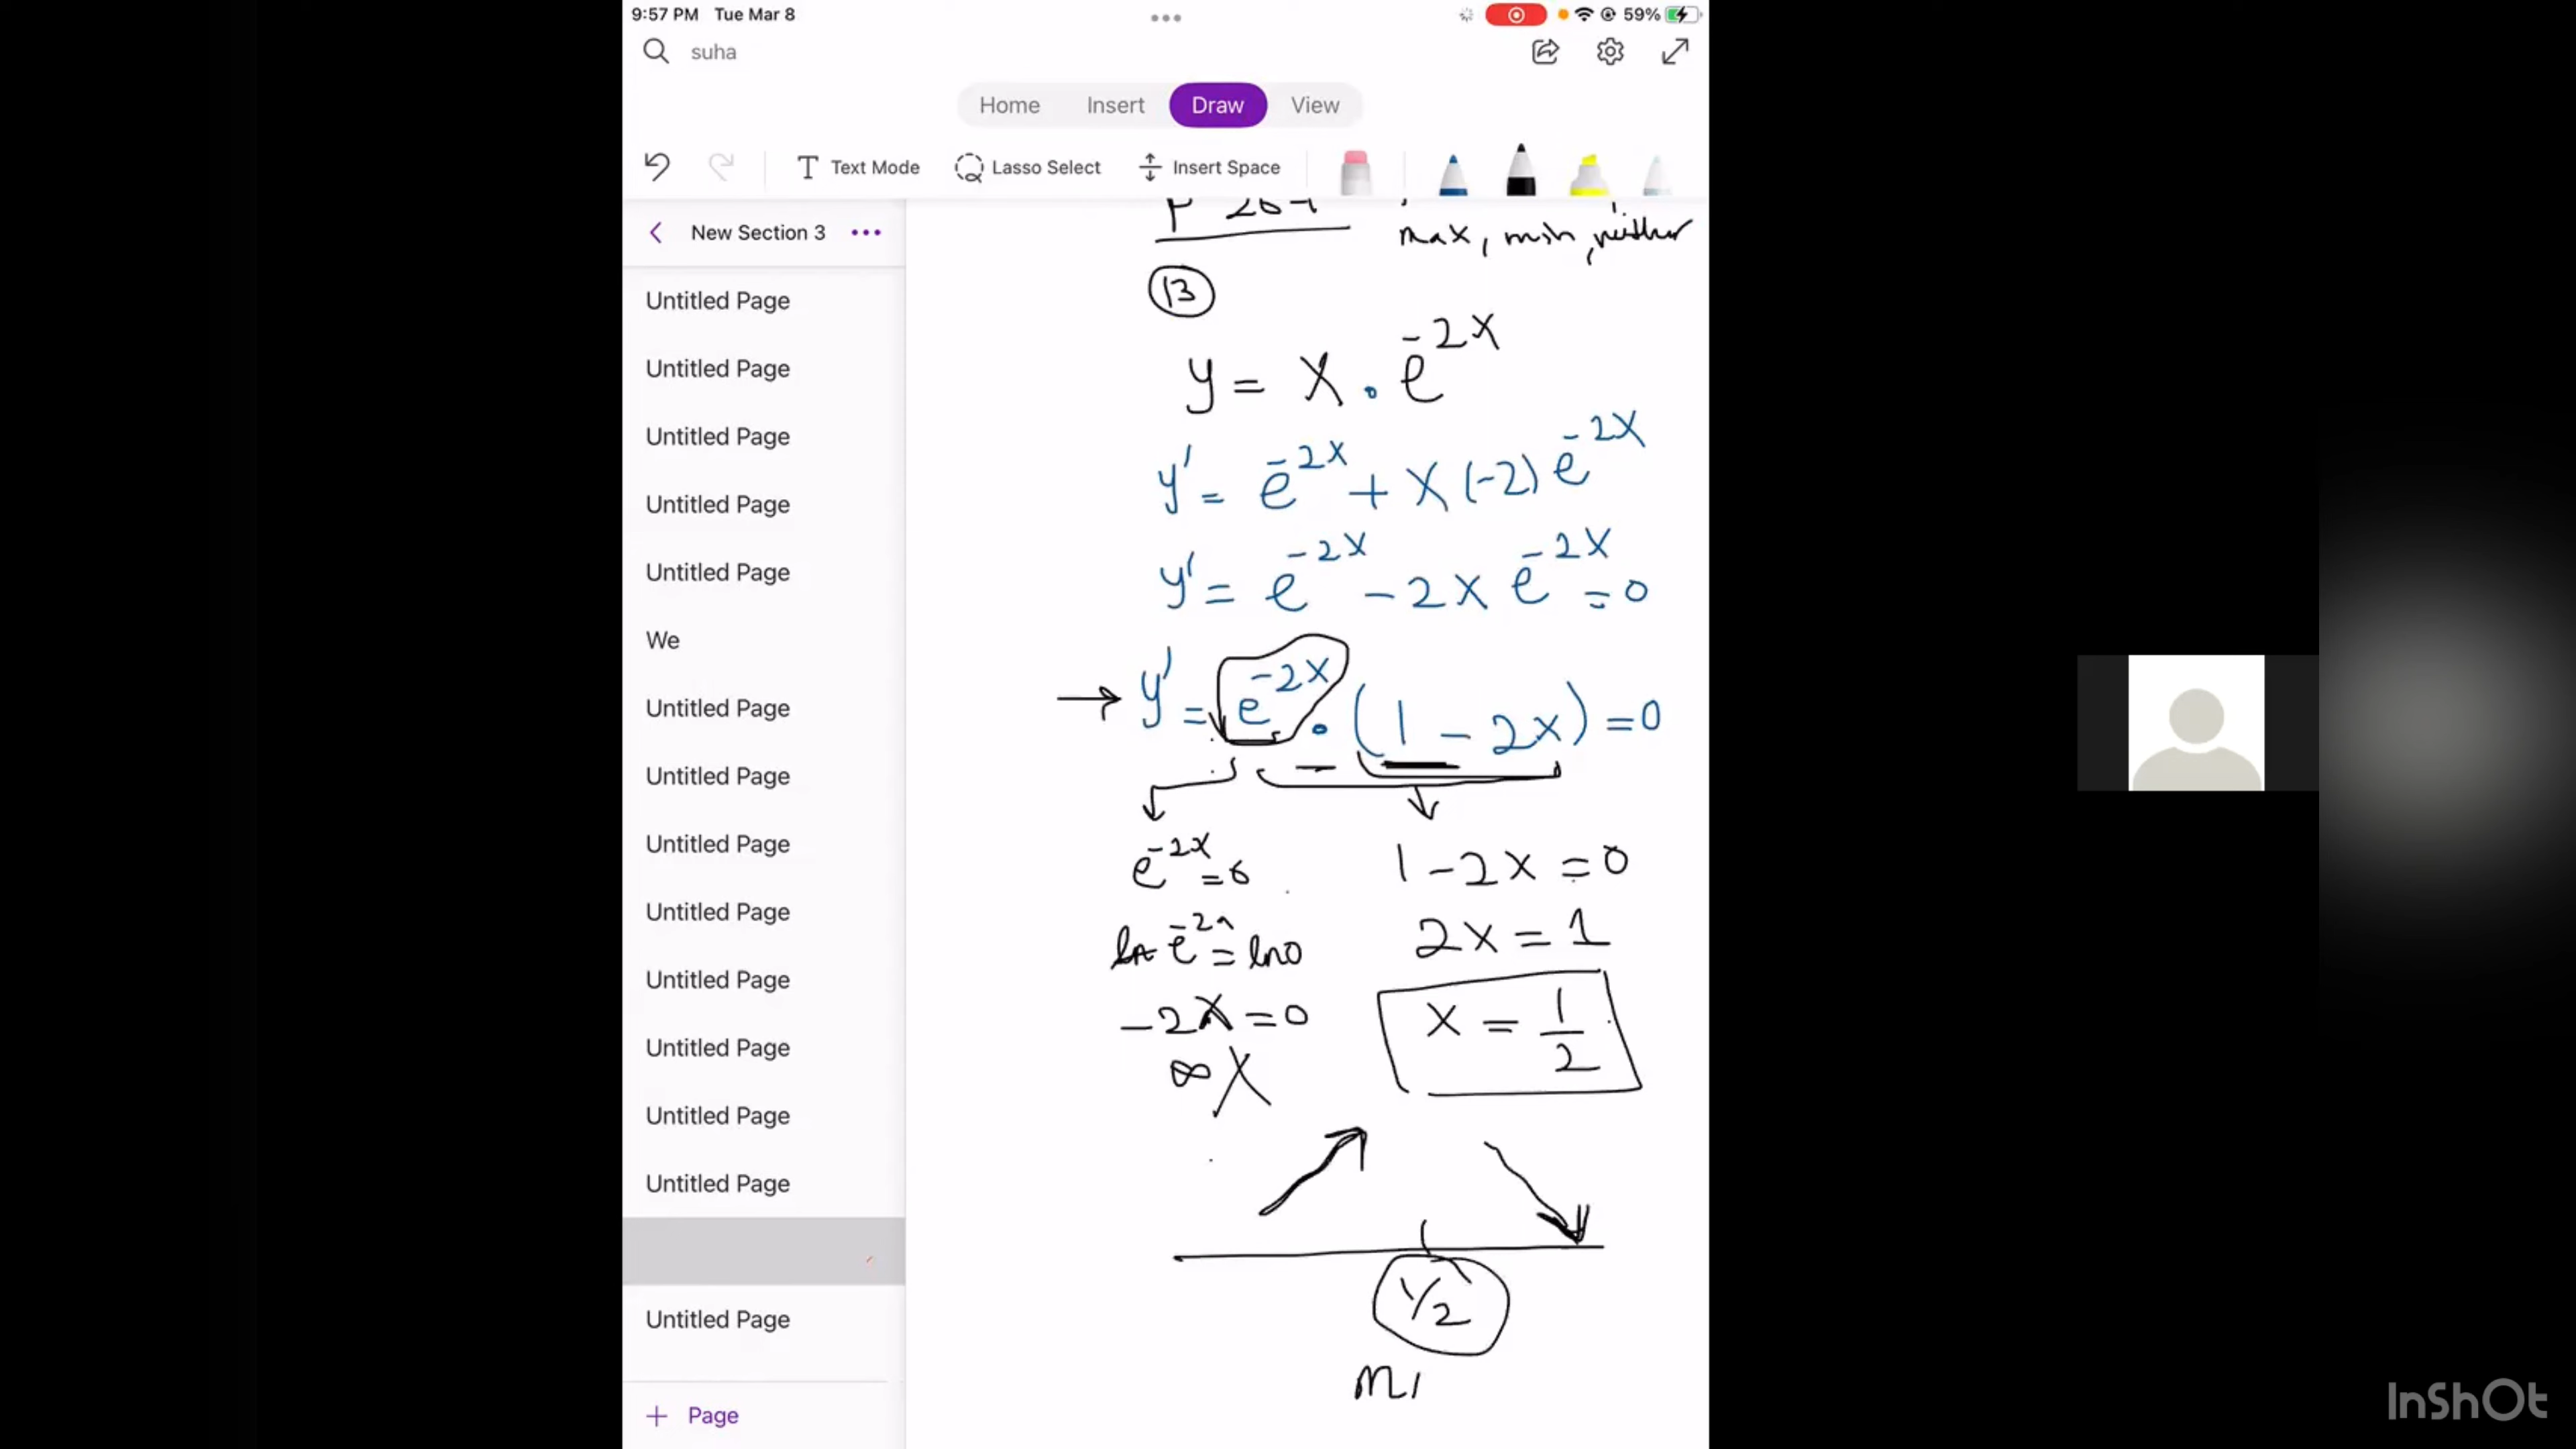 9:57 PM Tue Mar 8
59%
suha
Home Insert Draw View
Text Mode Lasso Select Insert Space
New Section 3
Untitled Page
Untitled Page
Untitled Page
Untitled Page
Untitled Page
We
Untitled Page
Untitled Page
Untitled Page
Untitled Page
Untitled Page
Untitled Page
Untitled Page
Untitled Page
Untitled Page
+ Page
max, min, neither
13
y = x · e^-2x
y' = e^-2x + x (-2) e^-2x
y' = e^-2x - 2x e^-2x = 0
→ y' = e^-2x · (1 - 2x) = 0
e^-2x = 0
ln e^-2x = ln 0
-2x = 0
∞ X
1 - 2x = 0
2x = 1
x = 1/2
1/2
InShOt